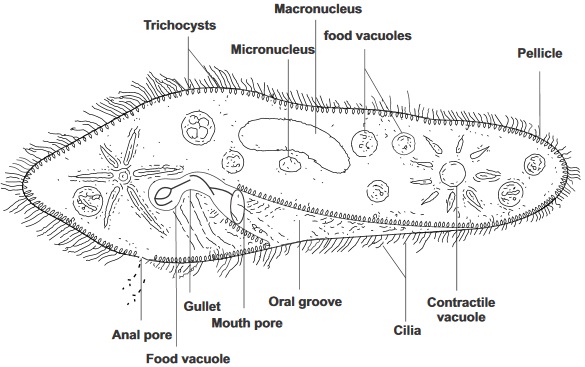 Macronucleus
Trichocysts
food vacuoles
Micronucleus
Pellicle
Oral groove
Contractile
vacuole
Gullet
Mouth pore
Cilia
Anal pore
Food vacuole